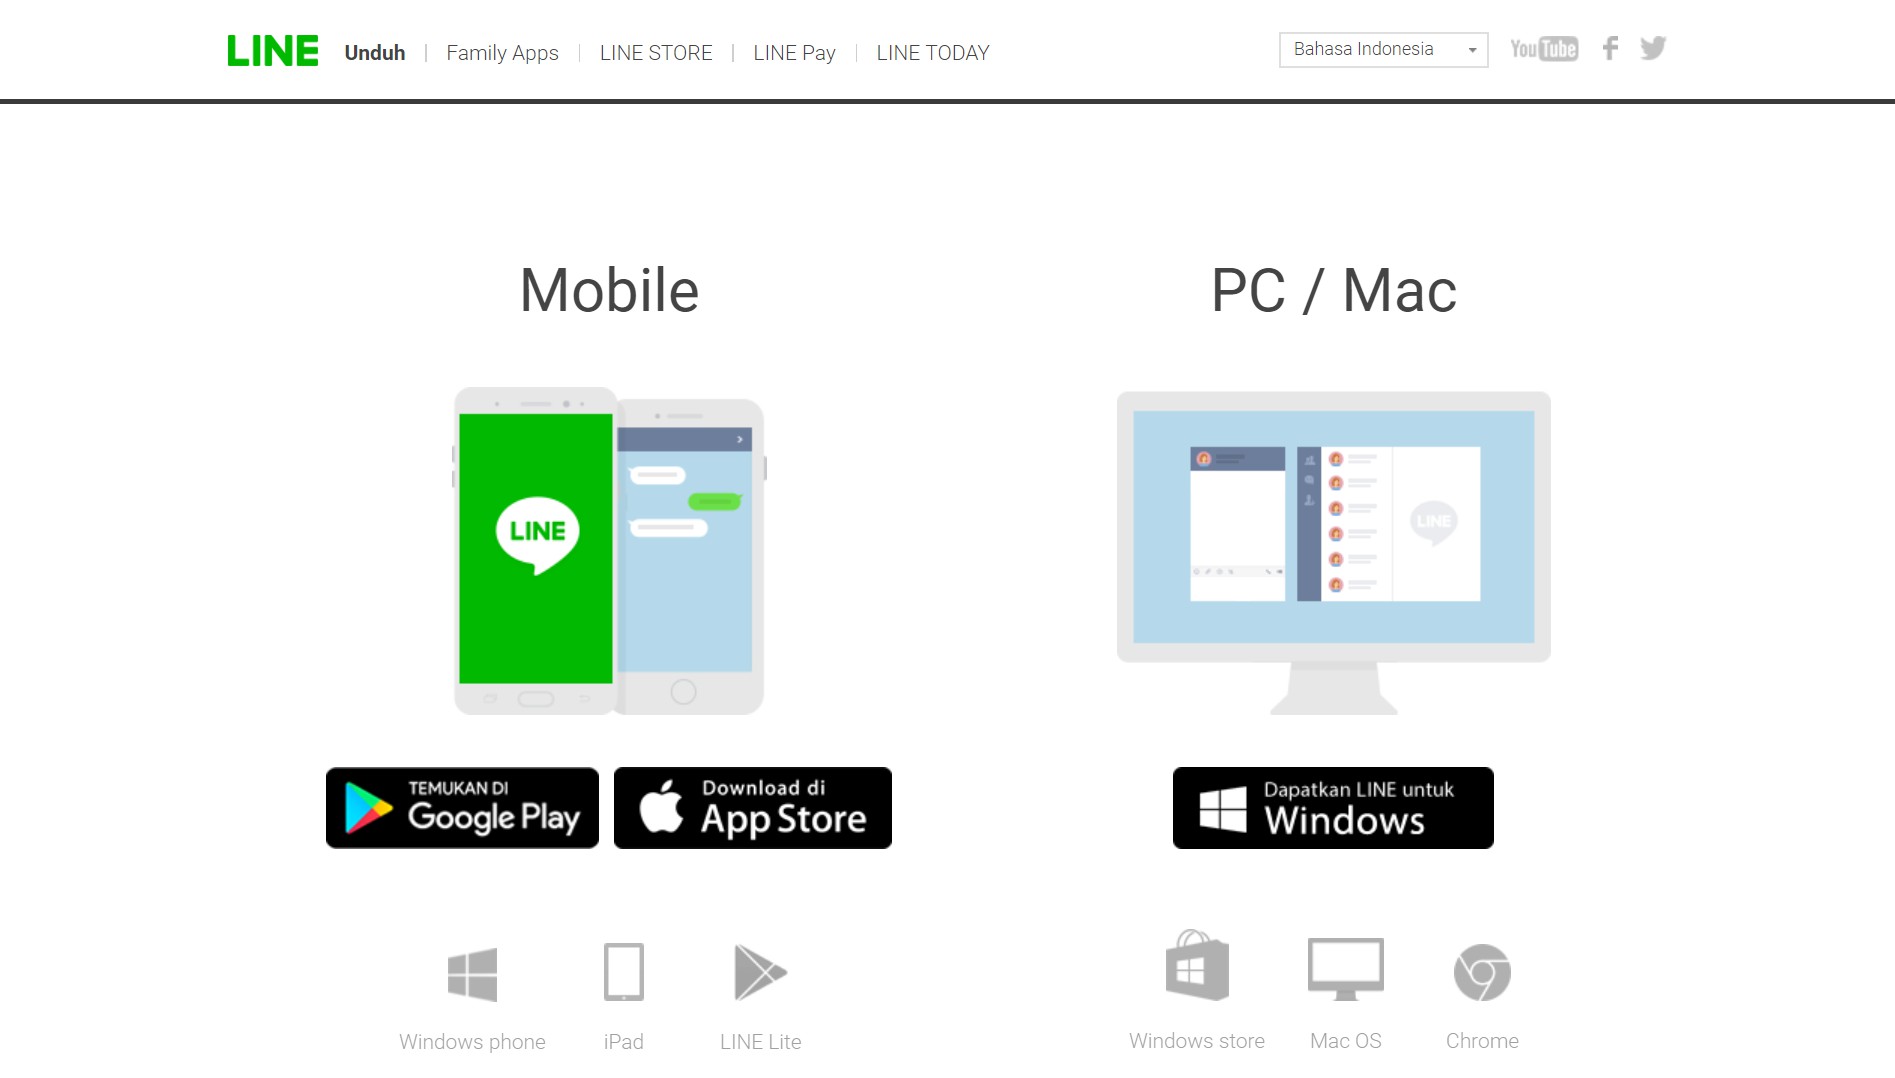 LINE Unduh | Family Apps | LINE STORE | LINE Pay | LINE TODAY Bahasa Indonesia YouTube
Mobile
PC / Mac
LINE
LINE
TEMUKAN DI
Google Play
Download di
App Store
Dapatkan LINE untuk
Windows
Windows phone
iPad
LINE Lite
Windows store
Mac OS
Chrome